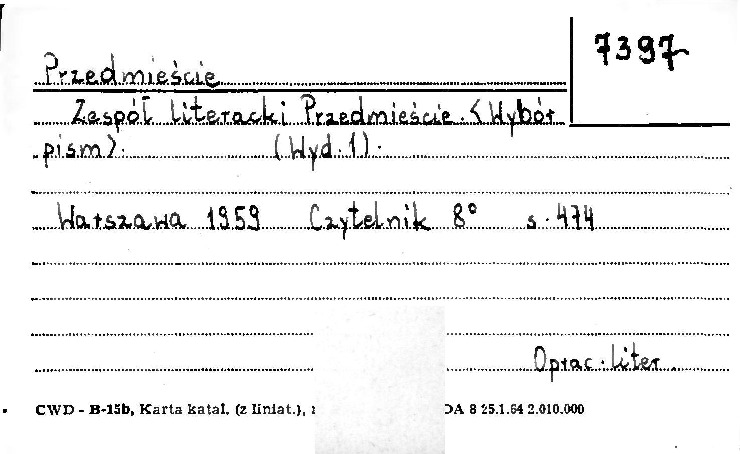 7397
Przedmieście
Zespół literacki Przedmieście. <Wybór
pism>. (Wyd. 1).
Warszawa 1959 Czytelnik 8° s. 474
Oprac. liter.
CWD - B-15b, Karta katal. (z liniat.), DA 8 25.1.64 2.010.000